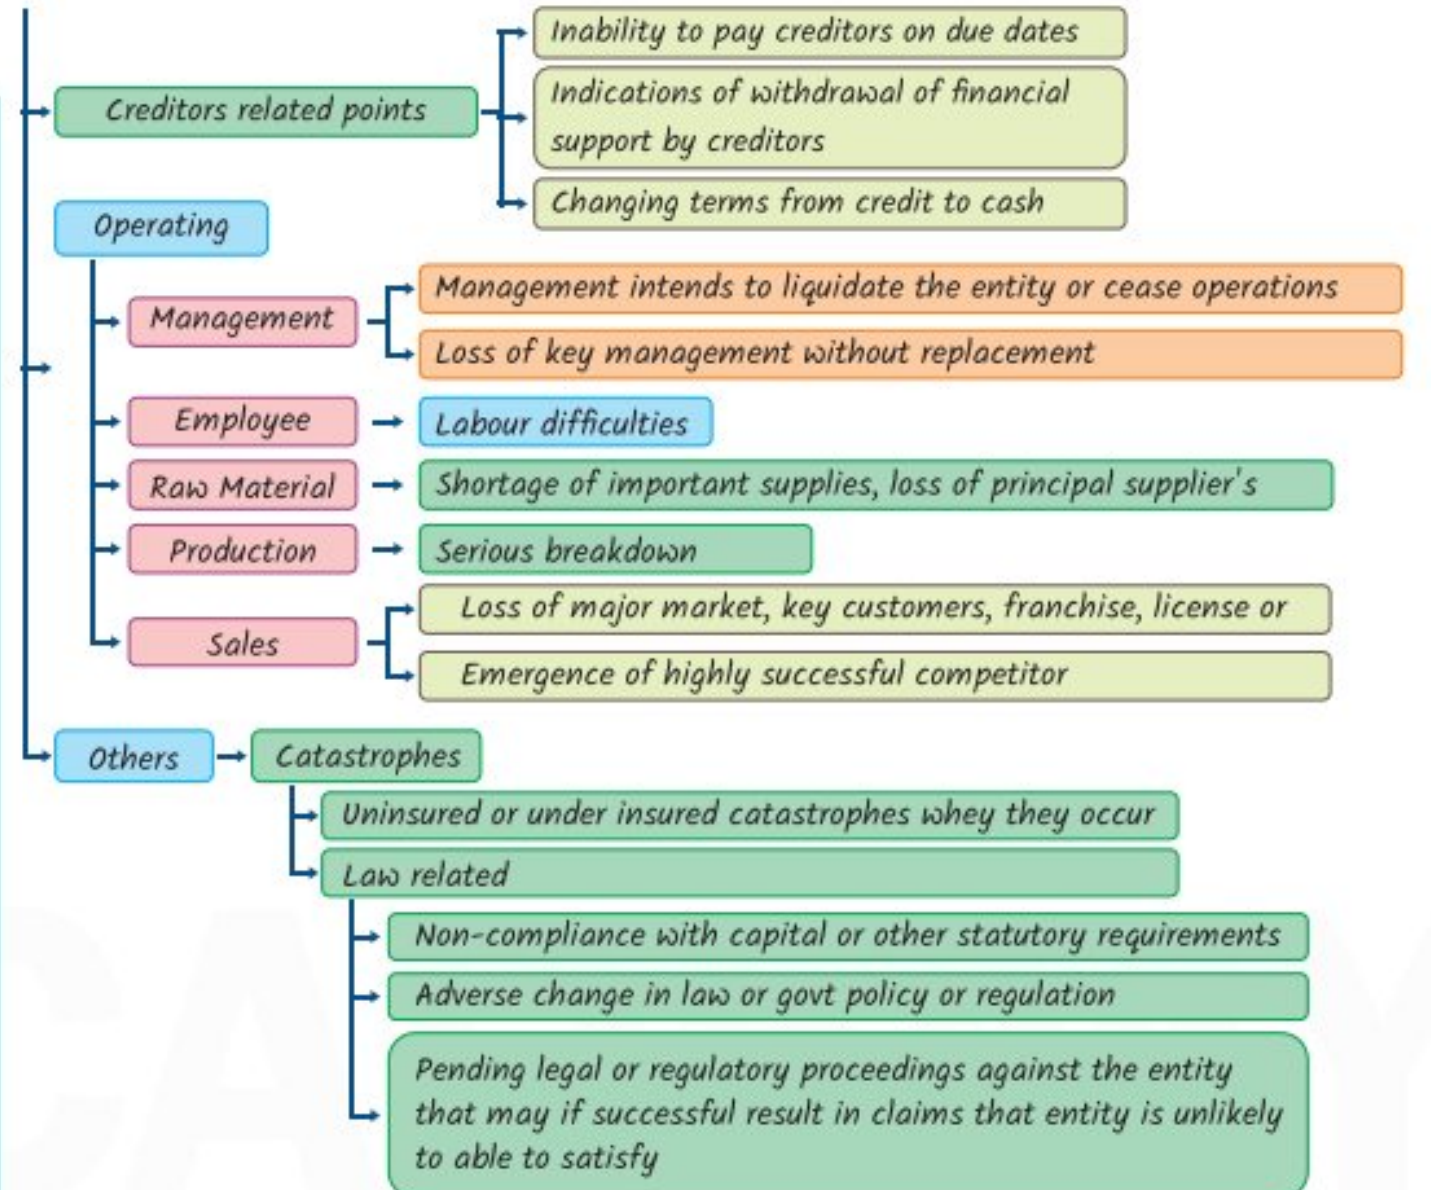 Creditors related points
Inability to pay creditors on due dates
Indications of withdrawal of financial
support by creditors
Changing terms from credit to cash
Operating
Management
Management intends to liquidate the entity or cease operations
Loss of key management without replacement
Employee
Labour difficulties
Raw Material
Shortage of important supplies, loss of principal supplier's
Production
Serious breakdown
Sales
Loss of major market, key customers, franchise, license or
Emergence of highly successful competitor
Others
Catastrophes
Uninsured or under insured catastrophes whey they occur
Law related
Non-compliance with capital or other statutory requirements
Adverse change in law or govt policy or regulation
Pending legal or regulatory proceedings against the entity
that may if successful result in claims that entity is unlikely
to able to satisfy